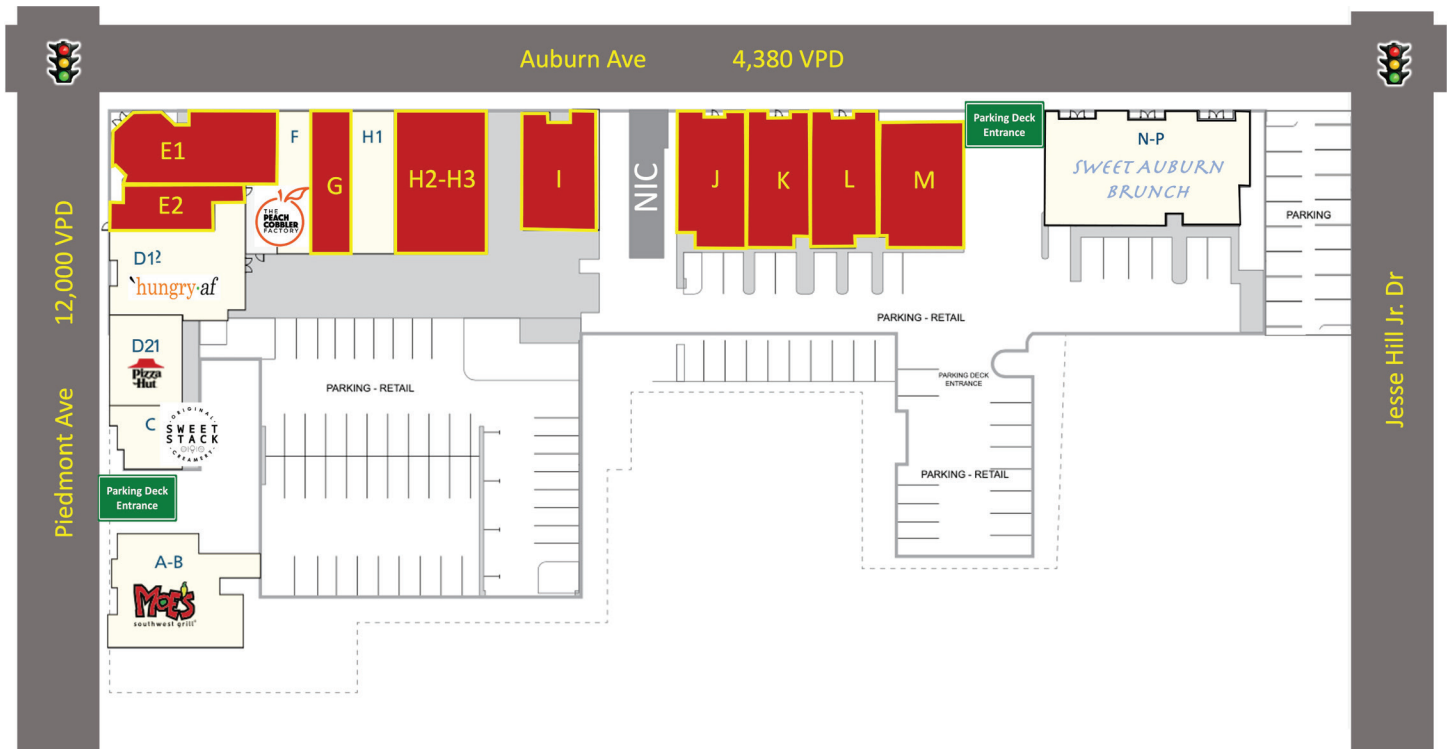 Auburn Ave 4,380 VPD
Piedmont Ave 12,000 VPD
Jesse Hill Jr. Dr
E1
E2
F
THE
PEACH
COBBLER
FACTORY
G
H1
H2-H3
I
NIC
J
K
L
M
Parking Deck
Entrance
N-P
SWEET AUBURN
BRUNCH
PARKING
D12
'hungry·af
D21
Pizza
Hut
C
ORIGINAL
SWEET
STACK
CREAMERY
Parking Deck
Entrance
A-B
MOE'S
southwest grill
PARKING - RETAIL
PARKING - RETAIL
PARKING DECK
ENTRANCE
PARKING - RETAIL